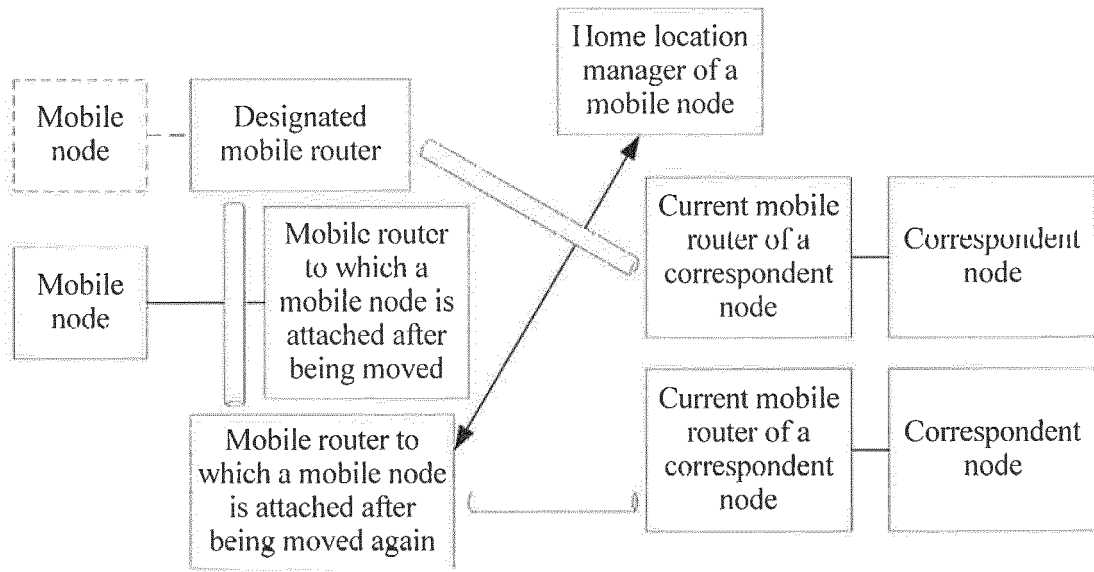 Home location
manager of a
mobile node
Mobile
node
Designated
mobile router
Mobile
node
Mobile router
to which a
mobile node is
attached after
being moved
Current mobile
router of a
correspondent
node
Correspondent
node
Mobile router to
which a mobile node
is attached after
being moved again
Current mobile
router of a
correspondent
node
Correspondent
node